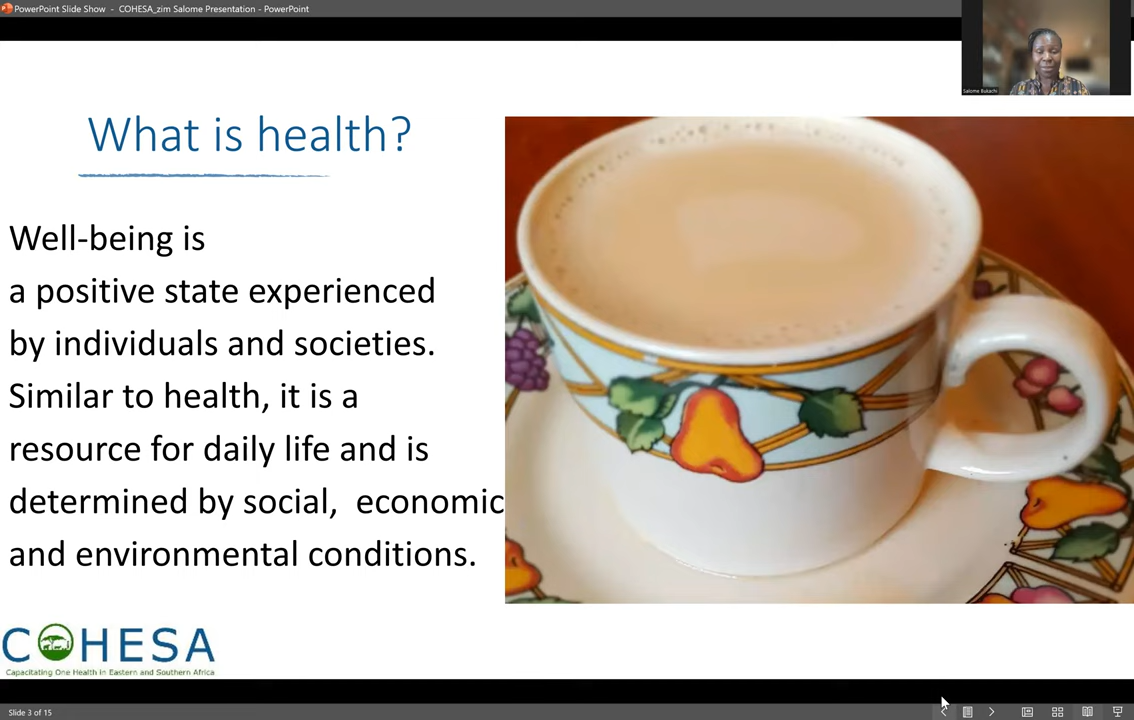 PowerPoint Slide Show - COHESA_zim Salome Presentation - PowerPoint
Salome Bukachi
What is health?
Well-being is
a positive state experienced
by individuals and societies.
Similar to health, it is a
resource for daily life and is
determined by social,  economic
and environmental conditions.
COHESA
Capacitating One Health in Eastern and Southern Africa
Slide 3 of 15